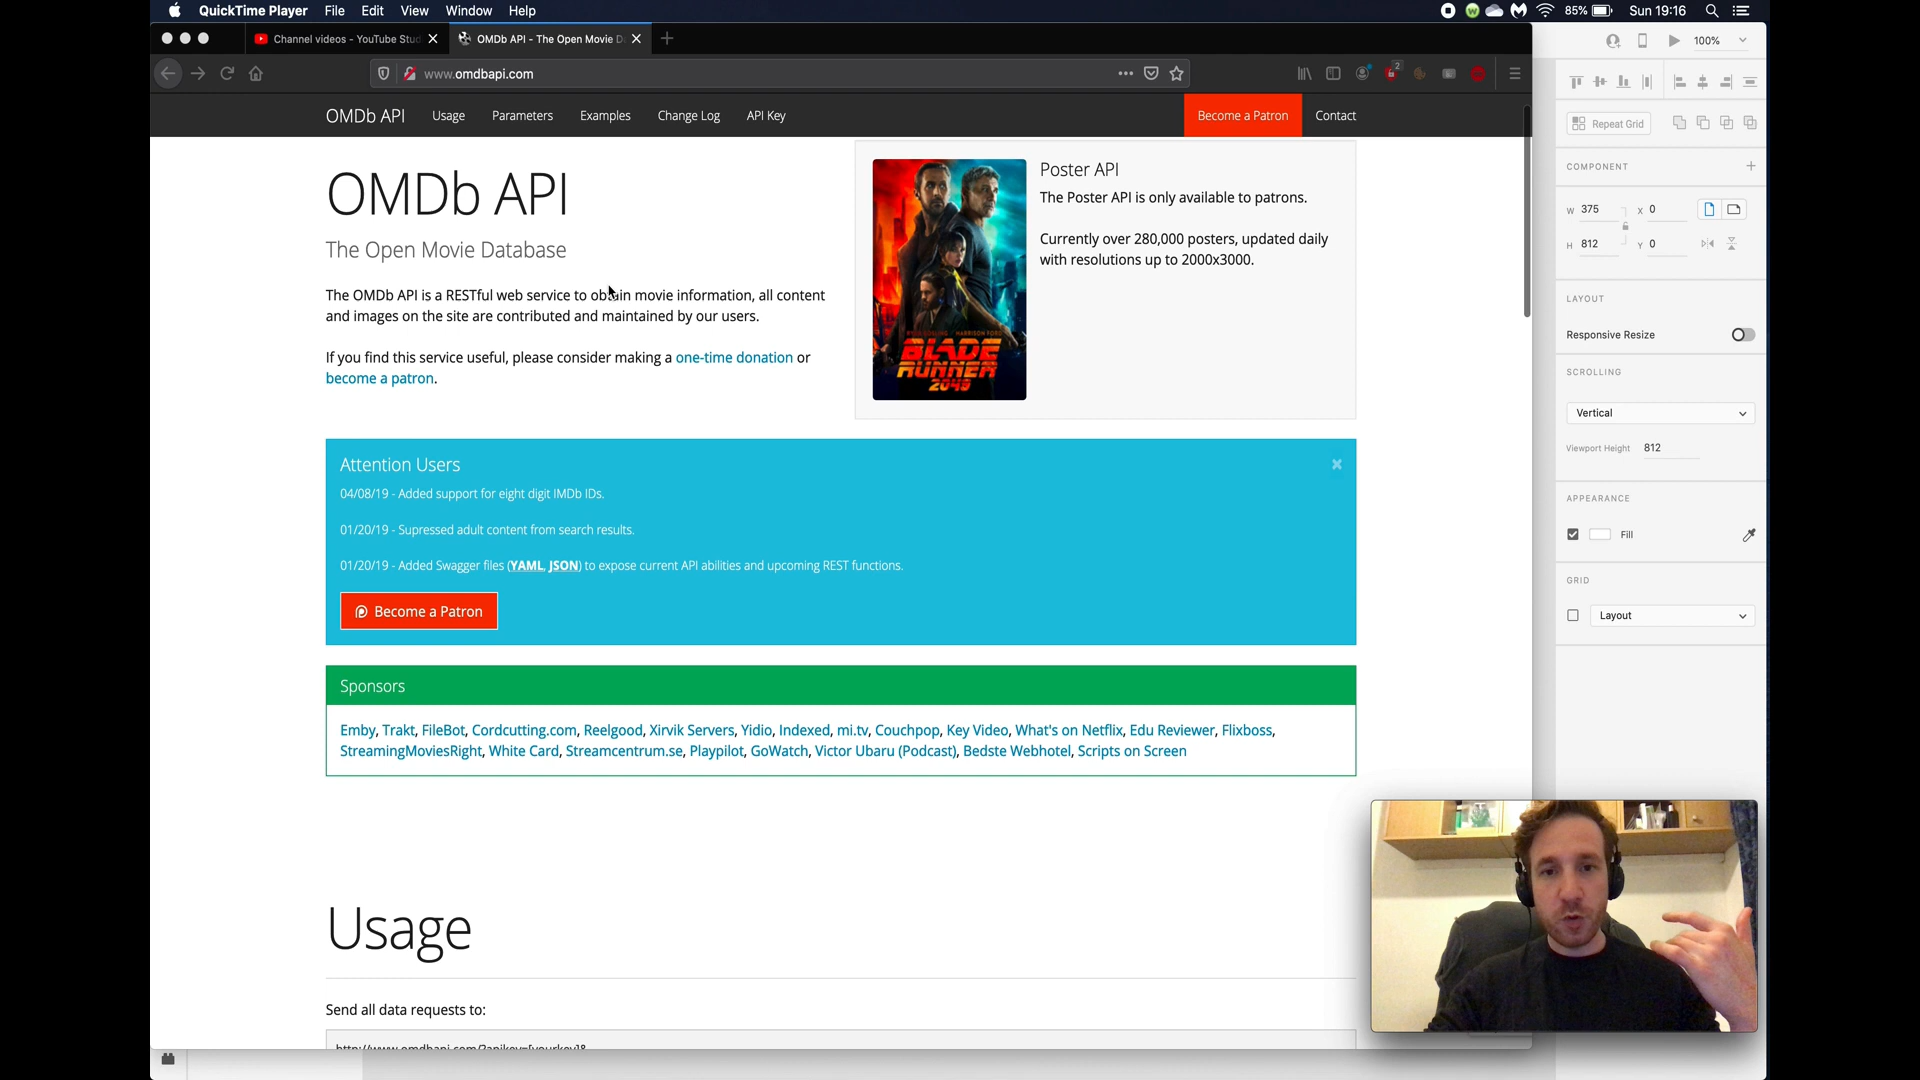 QuickTime Player File Edit View Window Help
85% Sun 19:16
Channel videos - YouTube Stud
OMDb API - The Open Movie D
100%
www.omdbapi.com
2
OMDb API Usage Parameters Examples Change Log API Key Become a Patron Contact
Repeat Grid
OMDb API
The Open Movie Database
The OMDb API is a RESTful web service to obtain movie information, all content
and images on the site are contributed and maintained by our users.
If you find this service useful, please consider making a one-time donation or
become a patron.
BLADE
RUNNER
2049
Poster API
The Poster API is only available to patrons.
Currently over 280,000 posters, updated daily
with resolutions up to 2000x3000.
Attention Users
04/08/19 - Added support for eight digit IMDb IDs.
01/20/19 - Supressed adult content from search results.
01/20/19 - Added Swagger files (YAML, JSON) to expose current API abilities and upcoming REST functions.
Become a Patron
Sponsors
Emby, Trakt, FileBot, Cordcutting.com, Reelgood, Xirvik Servers, Yidio, Indexed, mi.tv, Couchpop, Key Video, What's on Netflix, Edu Reviewer, Flixboss,
StreamingMoviesRight, White Card, Streamcentrum.se, Playpilot, GoWatch, Victor Ubaru (Podcast), Bedste Webhotel, Scripts on Screen
Usage
Send all data requests to:
http://www.omdbapi.com/?apikey=[yourkey]&
COMPONENT
W 375 X 0
H 812 Y 0
LAYOUT
Responsive Resize
SCROLLING
Vertical
Viewport Height 812
APPEARANCE
Fill
GRID
Layout